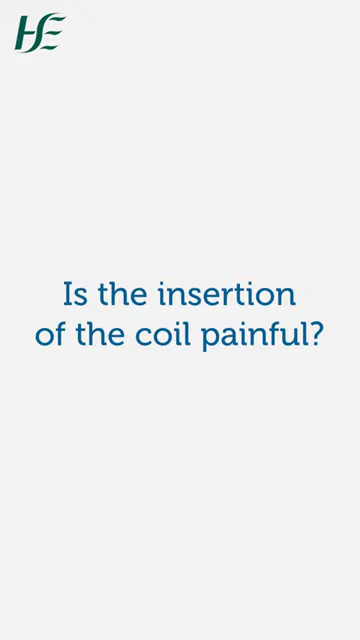 HSE
Is the insertion
of the coil painful?